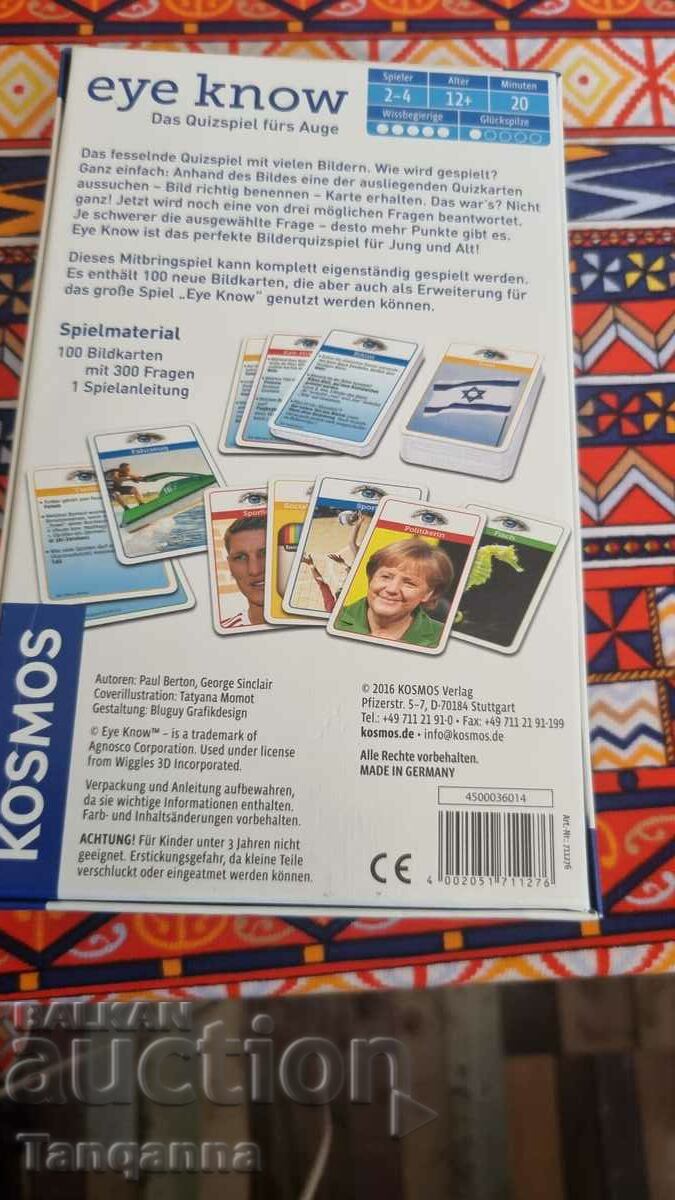 eye know
Das Quizspiel fürs Auge
Spieler
2–4
Alter
12+
Minuten
20
Wissbegierige
Glückspilze
Das fesselnde Quizspiel mit vielen Bildern. Wie wird gespielt?
Ganz einfach: Anhand des Bildes eine der ausliegenden Quizkarten
aussuchen – Bild richtig benennen – Karte erhalten. Das war's? Nicht
ganz! Jetzt wird noch eine von drei möglichen Fragen beantwortet.
Je schwerer die ausgewählte Frage – desto mehr Punkte gibt es.
Eye Know ist das perfekte Bilderquizspiel für Jung und Alt!
Dieses Mitbringspiel kann komplett eigenständig gespielt werden.
Es enthält 100 neue Bildkarten, die aber auch als Erweiterung für
das große Spiel „Eye Know" genutzt werden können.
Spielmaterial
100 Bildkarten
mit 300 Fragen
1 Spielanleitung
Fahrzeug
Sportl
Social
Sport
Politikerin
Fisch
KOSMOS
Autoren: Paul Berton, George Sinclair
Coverillustration: Tatyana Momot
Gestaltung: Bluguy Grafikdesign
© Eye Know™ – is a trademark of
Agnosco Corporation. Used under license
from Wiggles 3D Incorporated.
Verpackung und Anleitung aufbewahren,
da sie wichtige Informationen enthalten.
Farb- und Inhaltsänderungen vorbehalten.
ACHTUNG! Für Kinder unter 3 Jahren nicht
geeignet. Erstickungsgefahr, da kleine Teile
verschluckt oder eingeatmet werden können.
© 2016 KOSMOS Verlag
Pfizerstr. 5–7, D-70184 Stuttgart
Tel.: +49 711 21 91-0 • Fax: +49 711 21 91-199
kosmos.de • info@kosmos.de
Alle Rechte vorbehalten.
MADE IN GERMANY
4500036014
CE
4 002051 711276
Art.-Nr.: 711276
BALKAN
auction
Tanqanna